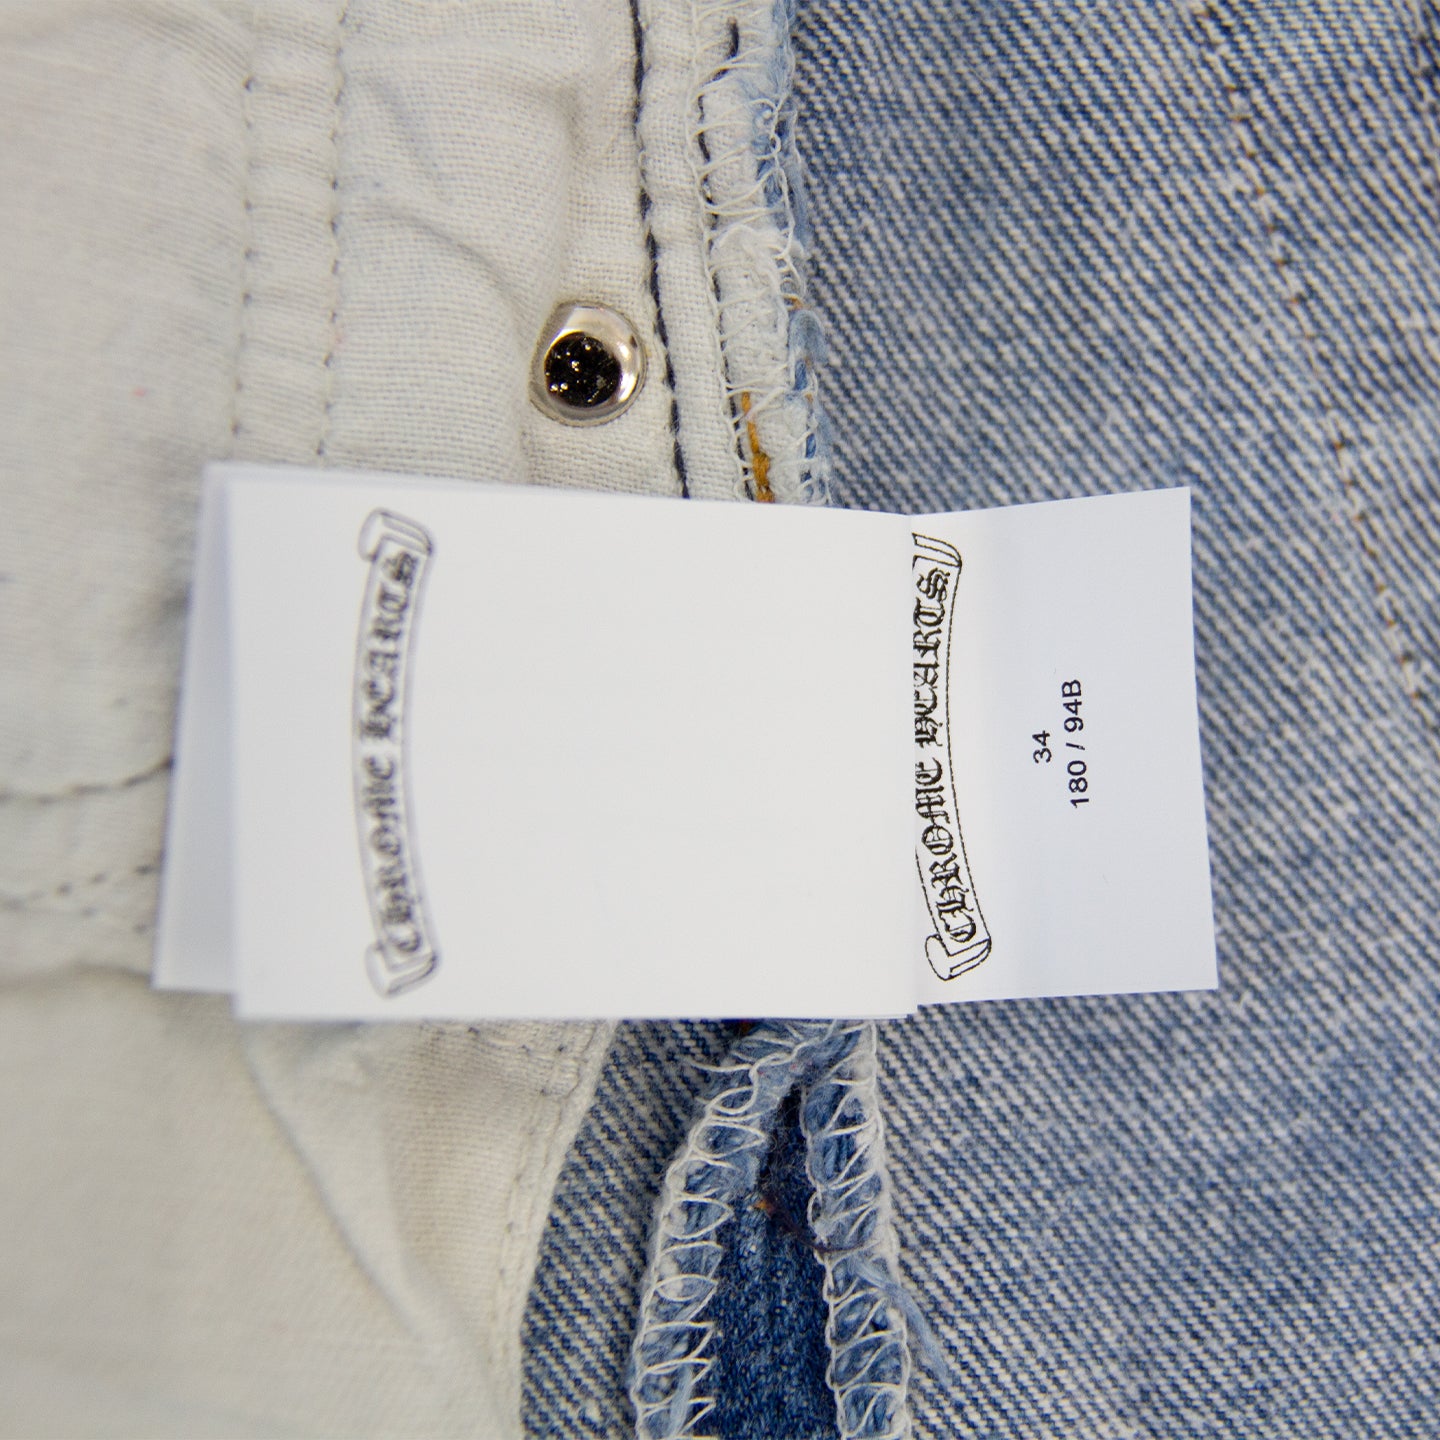 CHROME HEARTS
CHROME HEARTS
34
180 / 94B